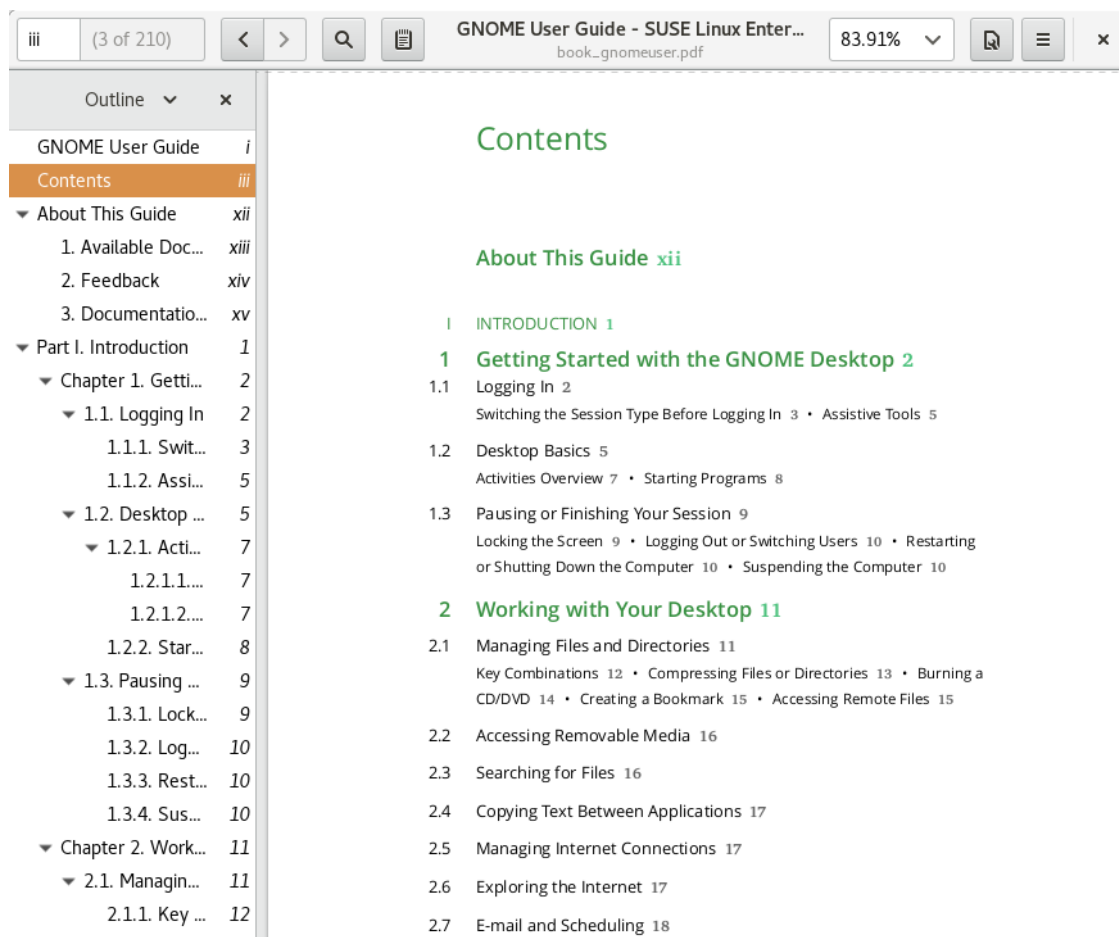 iii (3 of 210) GNOME User Guide - SUSE Linux Enter... 83.91%
book_gnomeuser.pdf
Outline
GNOME User Guide i
Contents iii
About This Guide xii
1. Available Doc... xiii
2. Feedback xiv
3. Documentatio... xv
Part I. Introduction 1
Chapter 1. Getti... 2
1.1. Logging In 2
1.1.1. Swit... 3
1.1.2. Assi... 5
1.2. Desktop ... 5
1.2.1. Acti... 7
1.2.1.1.... 7
1.2.1.2.... 7
1.2.2. Star... 8
1.3. Pausing ... 9
1.3.1. Lock... 9
1.3.2. Log... 10
1.3.3. Rest... 10
1.3.4. Sus... 10
Chapter 2. Work... 11
2.1. Managin... 11
2.1.1. Key ... 12
Contents
About This Guide xii
I INTRODUCTION 1
1 Getting Started with the GNOME Desktop 2
1.1 Logging In 2
Switching the Session Type Before Logging In 3 • Assistive Tools 5
1.2 Desktop Basics 5
Activities Overview 7 • Starting Programs 8
1.3 Pausing or Finishing Your Session 9
Locking the Screen 9 • Logging Out or Switching Users 10 • Restarting
or Shutting Down the Computer 10 • Suspending the Computer 10
2 Working with Your Desktop 11
2.1 Managing Files and Directories 11
Key Combinations 12 • Compressing Files or Directories 13 • Burning a
CD/DVD 14 • Creating a Bookmark 15 • Accessing Remote Files 15
2.2 Accessing Removable Media 16
2.3 Searching for Files 16
2.4 Copying Text Between Applications 17
2.5 Managing Internet Connections 17
2.6 Exploring the Internet 17
2.7 E-mail and Scheduling 18